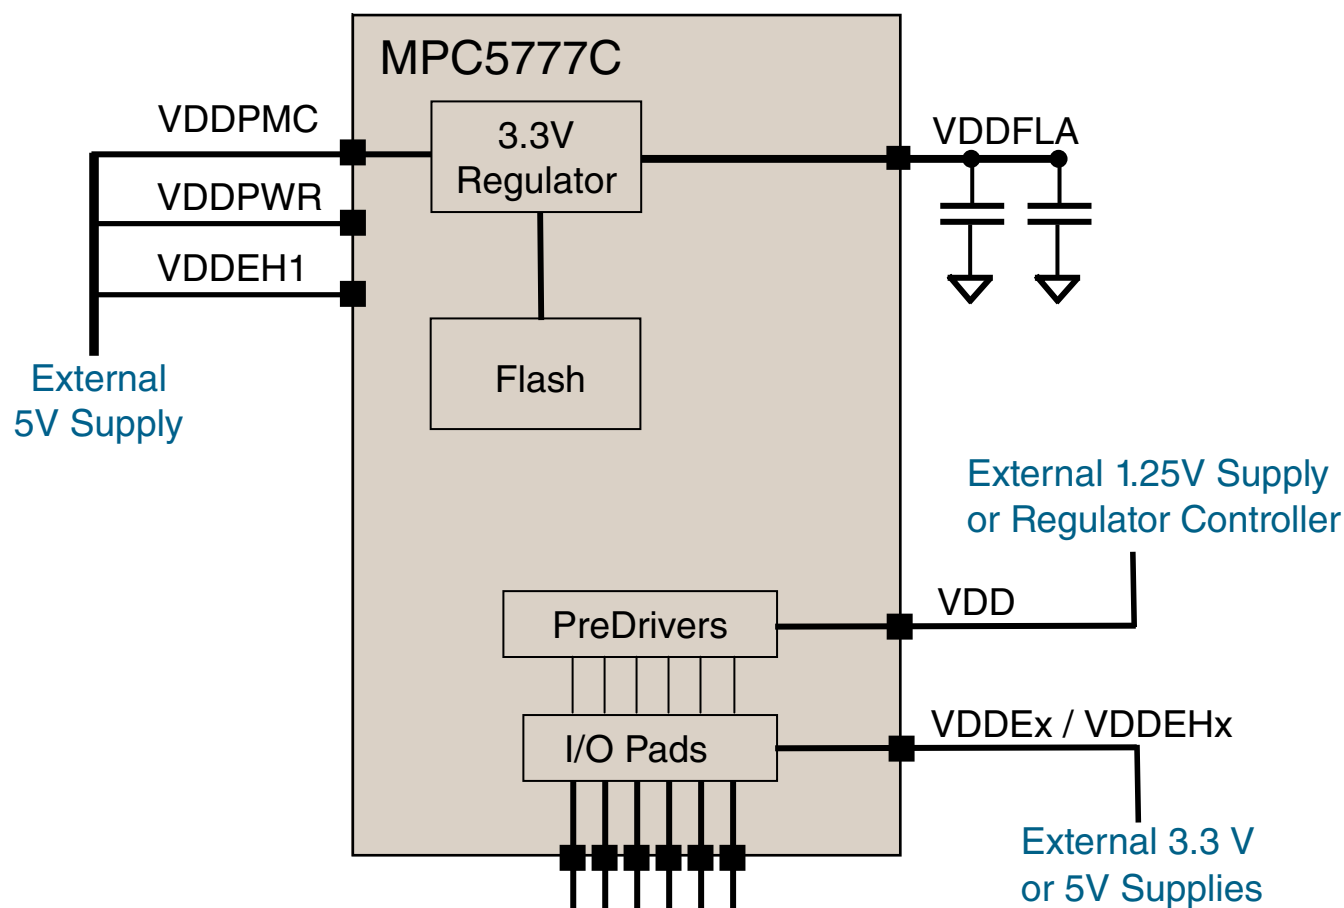 MPC5777C
VDDPMC
3.3V
Regulator
VDDFLA
VDDPWR
VDDEH1
External
5V Supply
Flash
External 1.25V Supply
or Regulator Controller
PreDrivers
VDD
I/O Pads
VDDEx / VDDEHx
External 3.3 V
or 5V Supplies